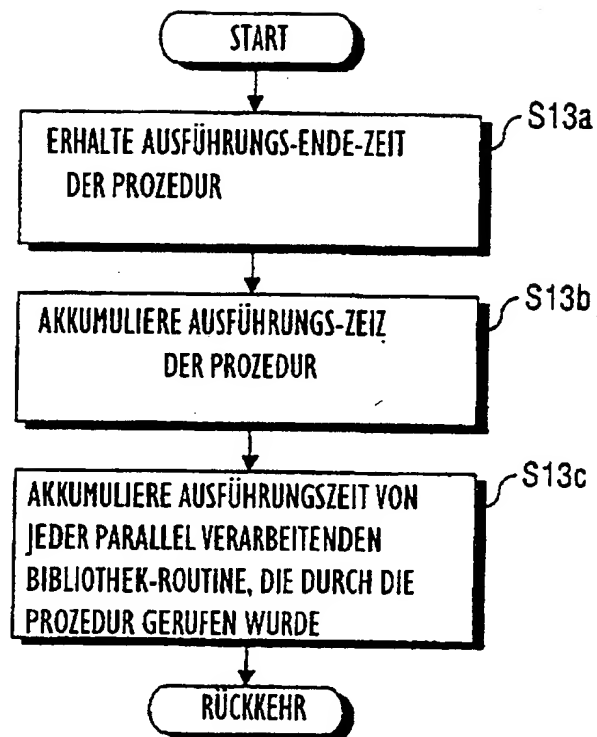 START
ERHALTE AUSFÜHRUNGS-ENDE-ZEIT
DER PROZEDUR
S13a
AKKUMULIERE AUSFÜHRUNGS-ZEIZ
DER PROZEDUR
S13b
AKKUMULIERE AUSFÜHRUNGSZEIT VON
JEDER PARALLEL VERARBEITENDEN
BIBLIOTHEK-ROUTINE, DIE DURCH DIE
PROZEDUR GERUFEN WURDE
S13c
RÜCKKEHR